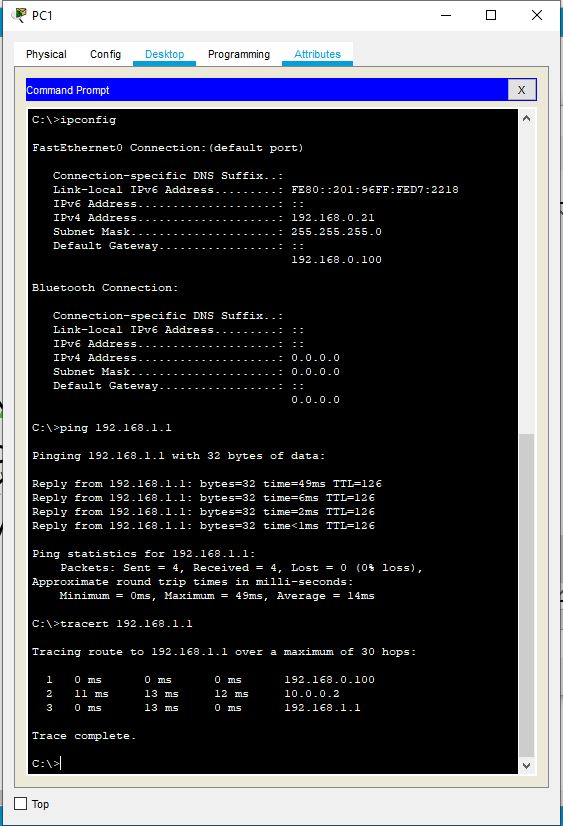 PC1
Physical Config Desktop Programming Attributes
Command Prompt X
C:\>ipconfig
FastEthernet0 Connection:(default port)
Connection-specific DNS Suffix..:
Link-local IPv6 Address.........: FE80::201:96FF:FED7:2218
IPv6 Address....................: ::
IPv4 Address....................: 192.168.0.21
Subnet Mask.....................: 255.255.255.0
Default Gateway.................: ::
192.168.0.100
Bluetooth Connection:
Connection-specific DNS Suffix..:
Link-local IPv6 Address.........: ::
IPv6 Address....................: ::
IPv4 Address....................: 0.0.0.0
Subnet Mask.....................: 0.0.0.0
Default Gateway.................: ::
0.0.0.0
C:\>ping 192.168.1.1
Pinging 192.168.1.1 with 32 bytes of data:
Reply from 192.168.1.1: bytes=32 time=49ms TTL=126
Reply from 192.168.1.1: bytes=32 time=6ms TTL=126
Reply from 192.168.1.1: bytes=32 time=2ms TTL=126
Reply from 192.168.1.1: bytes=32 time<1ms TTL=126
Ping statistics for 192.168.1.1:
Packets: Sent = 4, Received = 4, Lost = 0 (0% loss),
Approximate round trip times in milli-seconds:
Minimum = 0ms, Maximum = 49ms, Average = 14ms
C:\>tracert 192.168.1.1
Tracing route to 192.168.1.1 over a maximum of 30 hops:
1 0 ms 0 ms 0 ms 192.168.0.100
2 11 ms 13 ms 12 ms 10.0.0.2
3 0 ms 13 ms 0 ms 192.168.1.1
Trace complete.
C:\>
Top